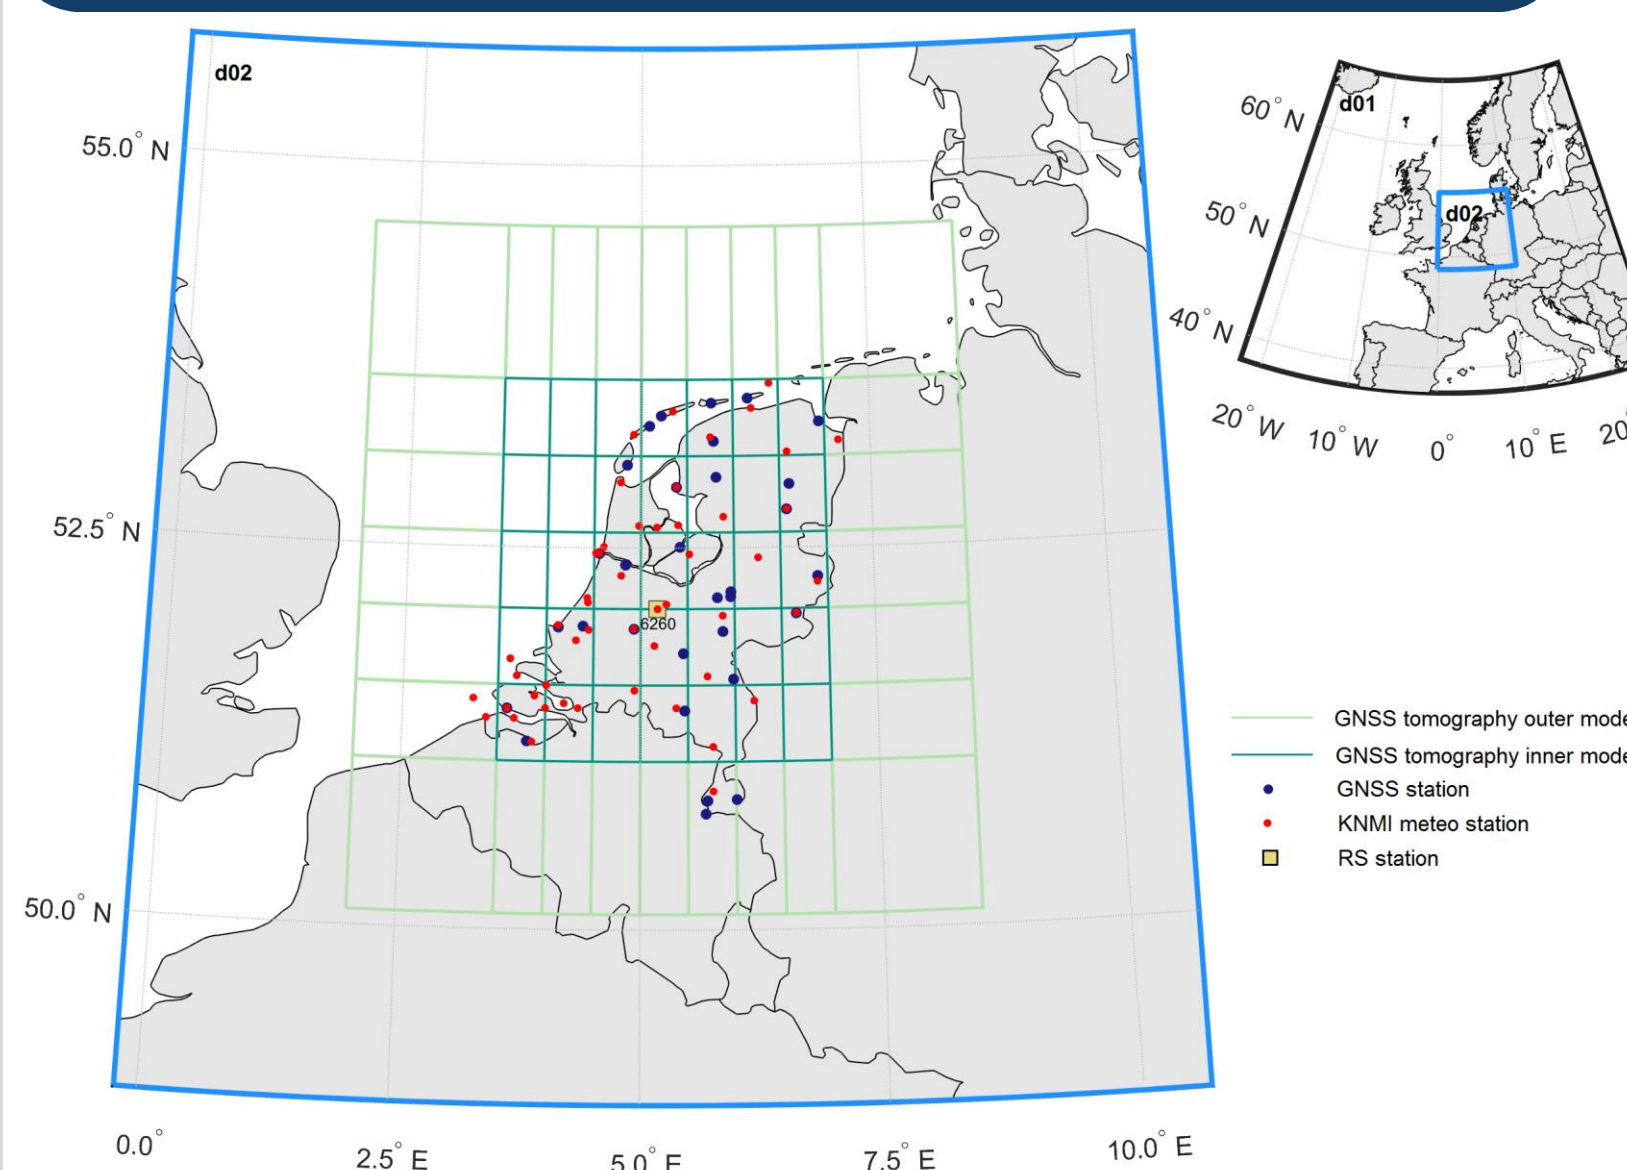 d02
55.0° N
52.5° N
50.0° N
0.0°
2.5° E
5.0° E
7.5° E
10.0° E
6260
d01
d02
60° N
50° N
40° N
20° W
10° W
0°
10° E
20°
GNSS tomography outer mode
GNSS tomography inner mode
GNSS station
KNMI meteo station
RS station